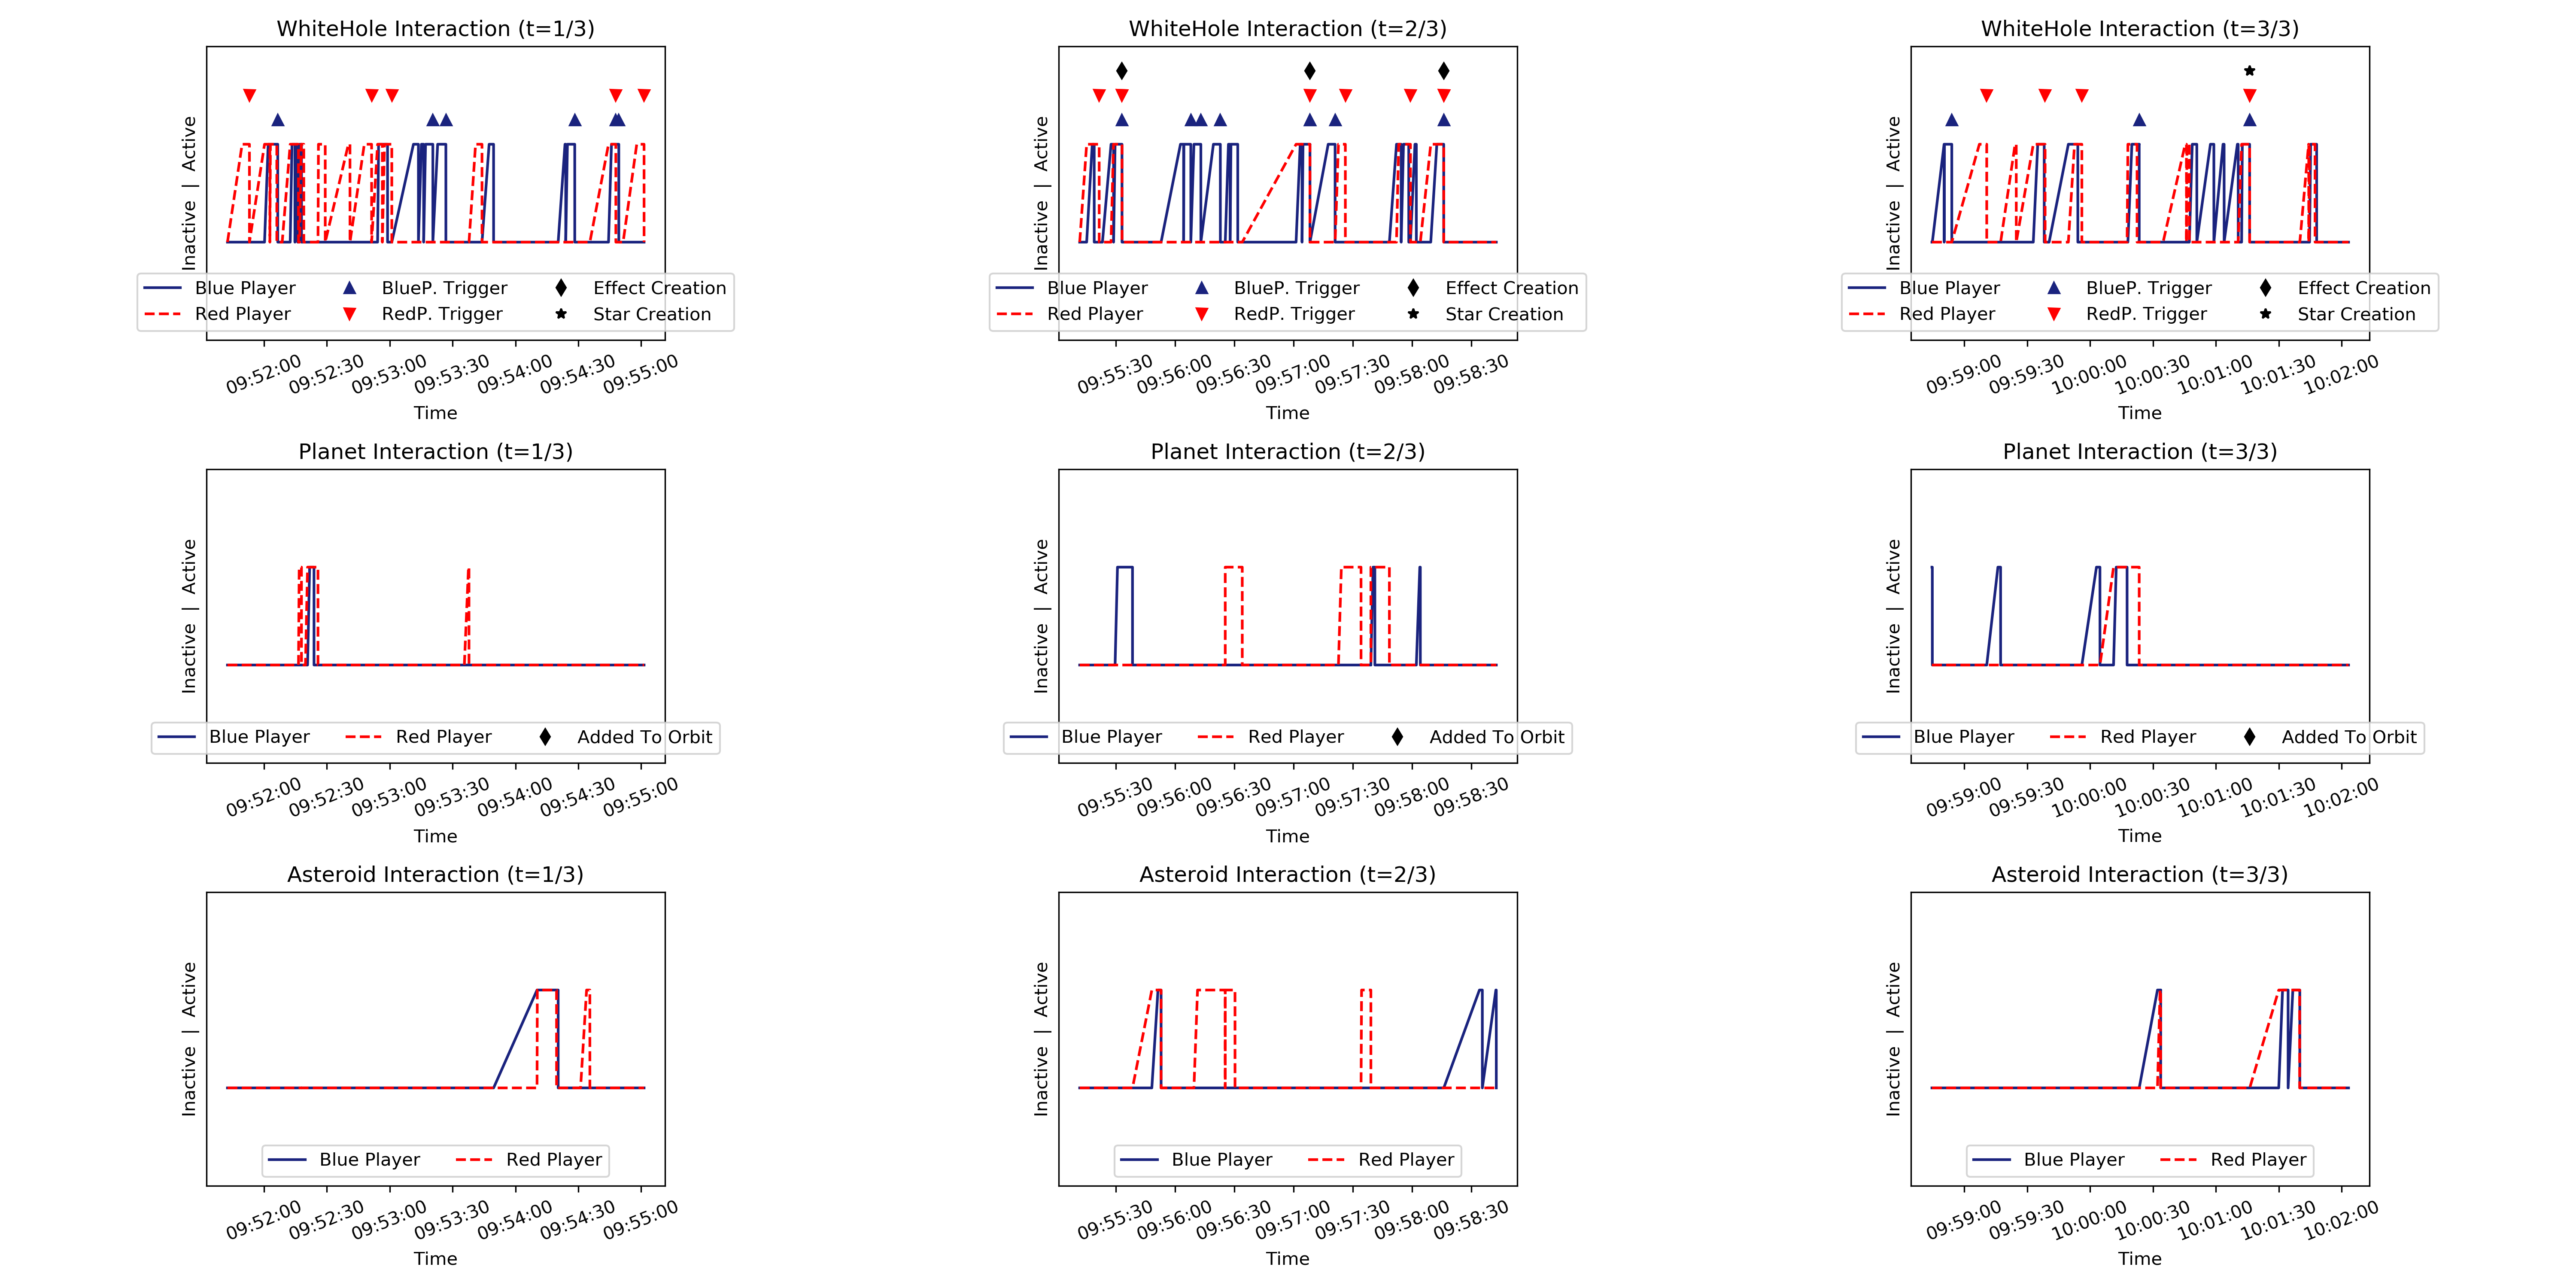 WhiteHole Interaction (t=1/3)
Inactive | Active
Blue Player
Red Player
BlueP. Trigger
RedP. Trigger
Effect Creation
Star Creation
09:52:00 09:52:30 09:53:00 09:53:30 09:54:00 09:54:30 09:55:00
Time
WhiteHole Interaction (t=2/3)
Inactive | Active
Blue Player
Red Player
BlueP. Trigger
RedP. Trigger
Effect Creation
Star Creation
09:55:30 09:56:00 09:56:30 09:57:00 09:57:30 09:58:00 09:58:30
Time
WhiteHole Interaction (t=3/3)
Inactive | Active
Blue Player
Red Player
BlueP. Trigger
RedP. Trigger
Effect Creation
Star Creation
09:59:00 09:59:30 10:00:00 10:00:30 10:01:00 10:01:30 10:02:00
Time
Planet Interaction (t=1/3)
Inactive | Active
Blue Player Red Player Added To Orbit
09:52:00 09:52:30 09:53:00 09:53:30 09:54:00 09:54:30 09:55:00
Time
Planet Interaction (t=2/3)
Inactive | Active
Blue Player Red Player Added To Orbit
09:55:30 09:56:00 09:56:30 09:57:00 09:57:30 09:58:00 09:58:30
Time
Planet Interaction (t=3/3)
Inactive | Active
Blue Player Red Player Added To Orbit
09:59:00 09:59:30 10:00:00 10:00:30 10:01:00 10:01:30 10:02:00
Time
Asteroid Interaction (t=1/3)
Inactive | Active
Blue Player Red Player
09:52:00 09:52:30 09:53:00 09:53:30 09:54:00 09:54:30 09:55:00
Time
Asteroid Interaction (t=2/3)
Inactive | Active
Blue Player Red Player
09:55:30 09:56:00 09:56:30 09:57:00 09:57:30 09:58:00 09:58:30
Time
Asteroid Interaction (t=3/3)
Inactive | Active
Blue Player Red Player
09:59:00 09:59:30 10:00:00 10:00:30 10:01:00 10:01:30 10:02:00
Time